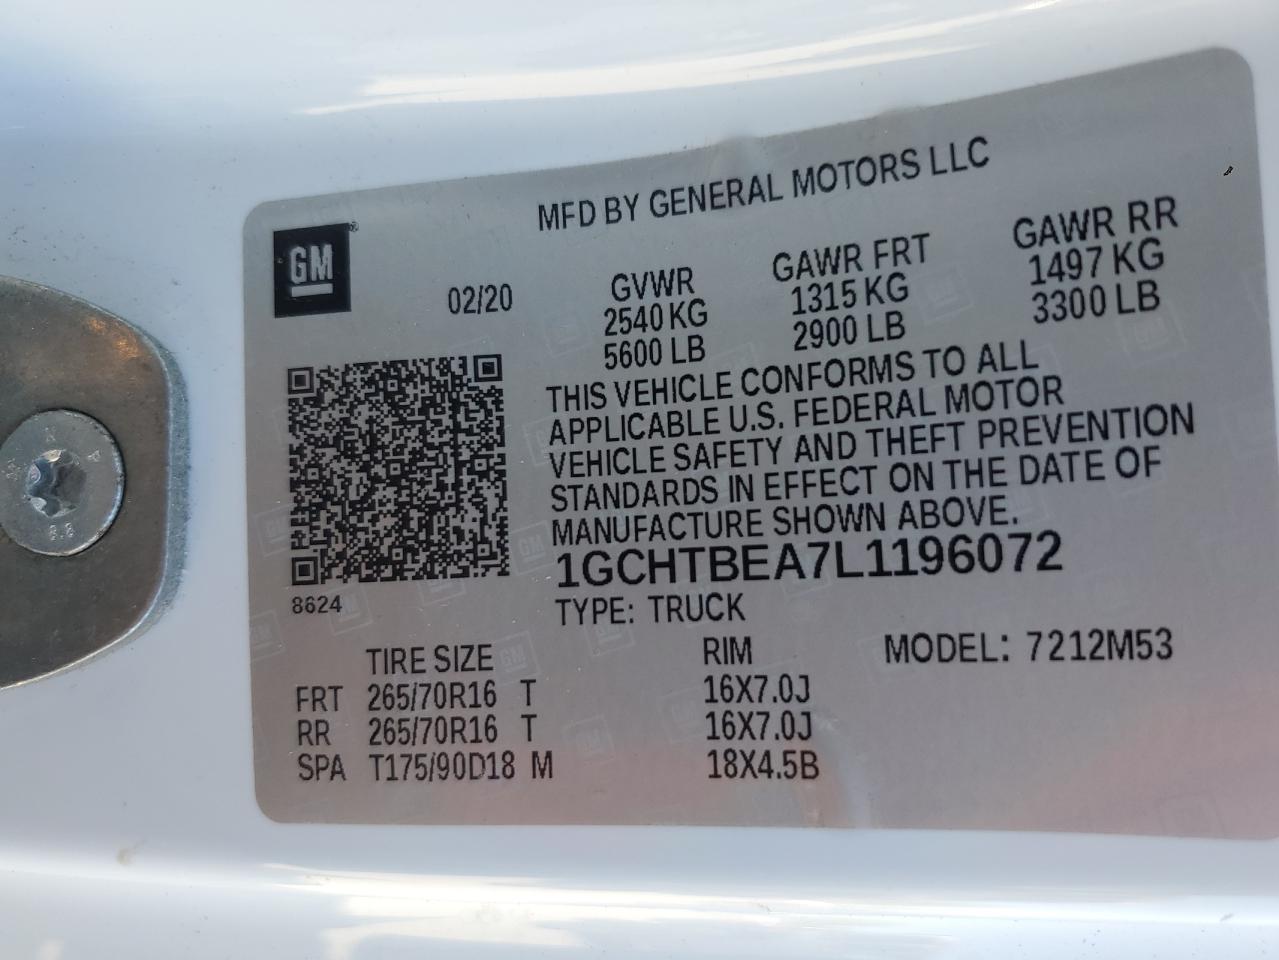 MFD BY GENERAL MOTORS LLC
GM®
02/20
GVWR GAWR FRT GAWR RR
2540 KG 1315 KG 1497 KG
5600 LB 2900 LB 3300 LB
THIS VEHICLE CONFORMS TO ALL
APPLICABLE U.S. FEDERAL MOTOR
VEHICLE SAFETY AND THEFT PREVENTION
STANDARDS IN EFFECT ON THE DATE OF
MANUFACTURE SHOWN ABOVE.
1GCHTBEA7L1196072
8624
TYPE: TRUCK
TIRE SIZE RIM MODEL: 7212M53
FRT 265/70R16 T 16X7.0J
RR 265/70R16 T 16X7.0J
SPA T175/90D18 M 18X4.5B
8.8